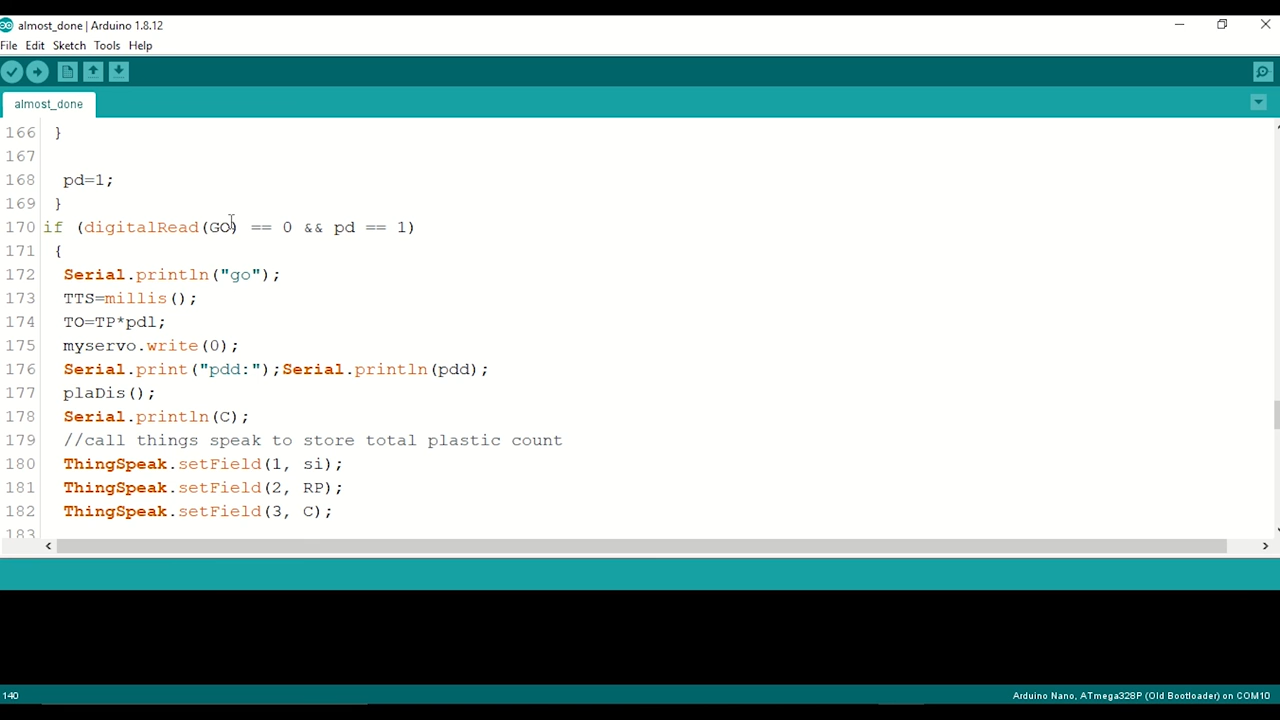 almost_done | Arduino 1.8.12
File Edit Sketch Tools Help
almost_done
166 }
167
168 pd=1;
169 }
170 if (digitalRead(GO) == 0 && pd == 1)
171 {
172 Serial.println("go");
173 TTS=millis();
174 TO=TP*pdl;
175 myservo.write(0);
176 Serial.print("pdd:");Serial.println(pdd);
177 plaDis();
178 Serial.println(C);
179 //call things speak to store total plastic count
180 ThingSpeak.setField(1, si);
181 ThingSpeak.setField(2, RP);
182 ThingSpeak.setField(3, C);
183
140 Arduino Nano, ATmega328P (Old Bootloader) on COM10